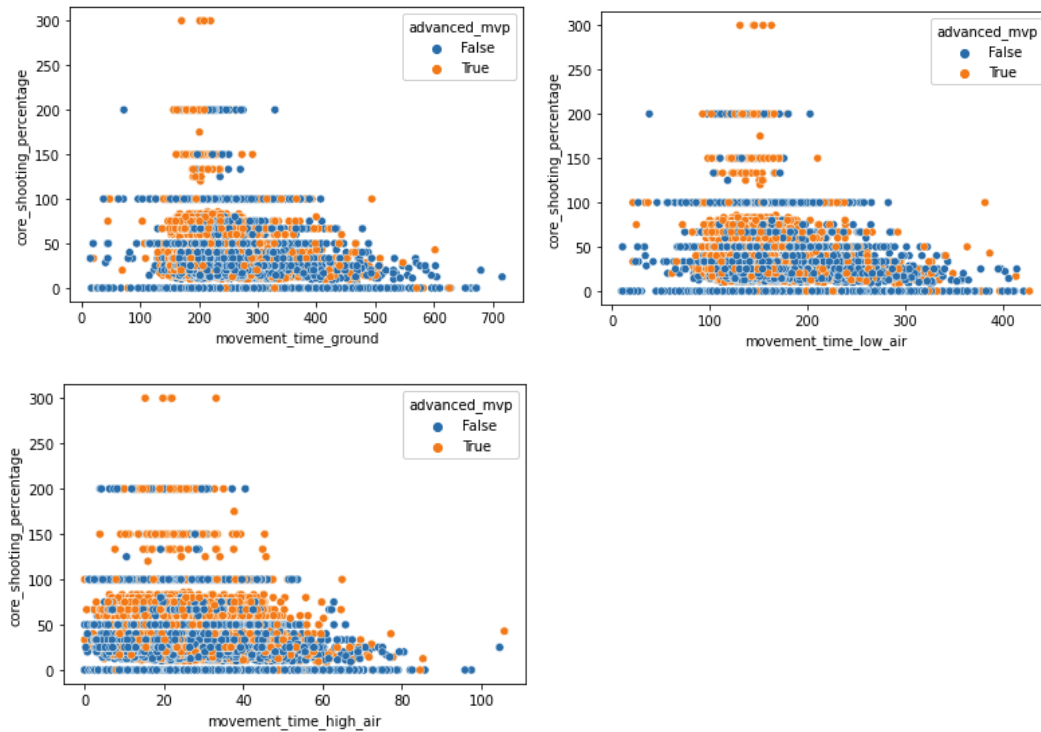 advanced_mvp
False
True
core_shooting_percentage
300
250
200
150
100
50
0
0 100 200 300 400 500 600 700
movement_time_ground
advanced_mvp
False
True
core_shooting_percentage
300
250
200
150
100
50
0
0 100 200 300 400
movement_time_low_air
advanced_mvp
False
True
core_shooting_percentage
300
250
200
150
100
50
0
0 20 40 60 80 100
movement_time_high_air